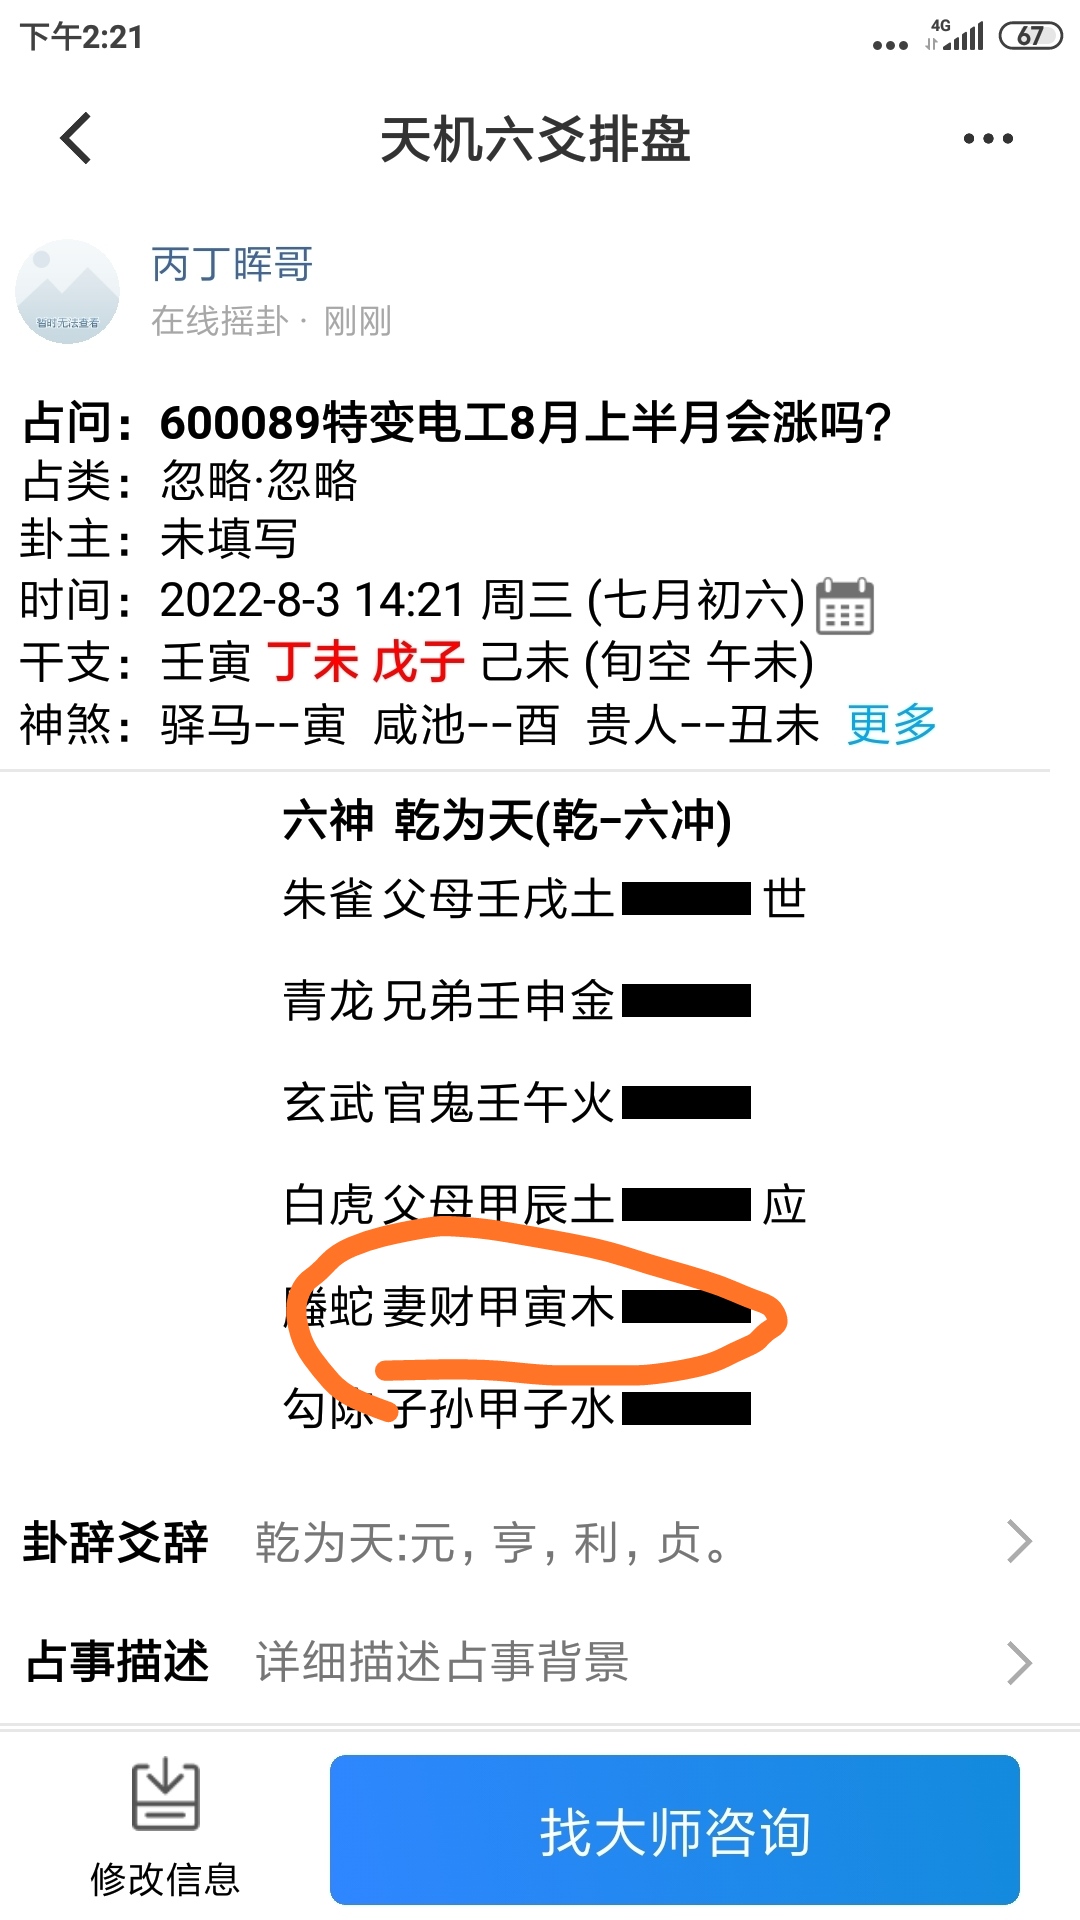 下午2:21
4G
67
天机六爻排盘
暂时无法查看
丙丁晖哥
在线摇卦 · 刚刚
占问：600089特变电工8月上半月会涨吗?
占类：忽略·忽略
卦主：未填写
时间：2022-8-3 14:21 周三 (七月初六)
干支：壬寅 丁未 戊子 己未 (旬空 午未)
神煞：驿马--寅 咸池--酉 贵人--丑未 更多
六神 乾为天(乾-六冲)
朱雀 父母壬戌土 世
青龙 兄弟壬申金
玄武 官鬼壬午火
白虎 父母甲辰土 应
螣蛇 妻财甲寅木
勾陈 子孙甲子水
卦辞爻辞 乾为天:元，亨，利，贞。
占事描述 详细描述占事背景
修改信息
找大师咨询